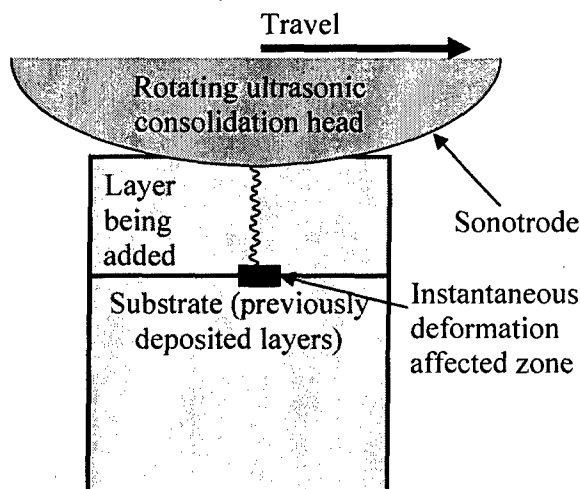 Travel
Rotating ultrasonic
consolidation head
Layer
being
added
Sonotrode
Substrate (previously
deposited layers)
Instantaneous
deformation
affected zone